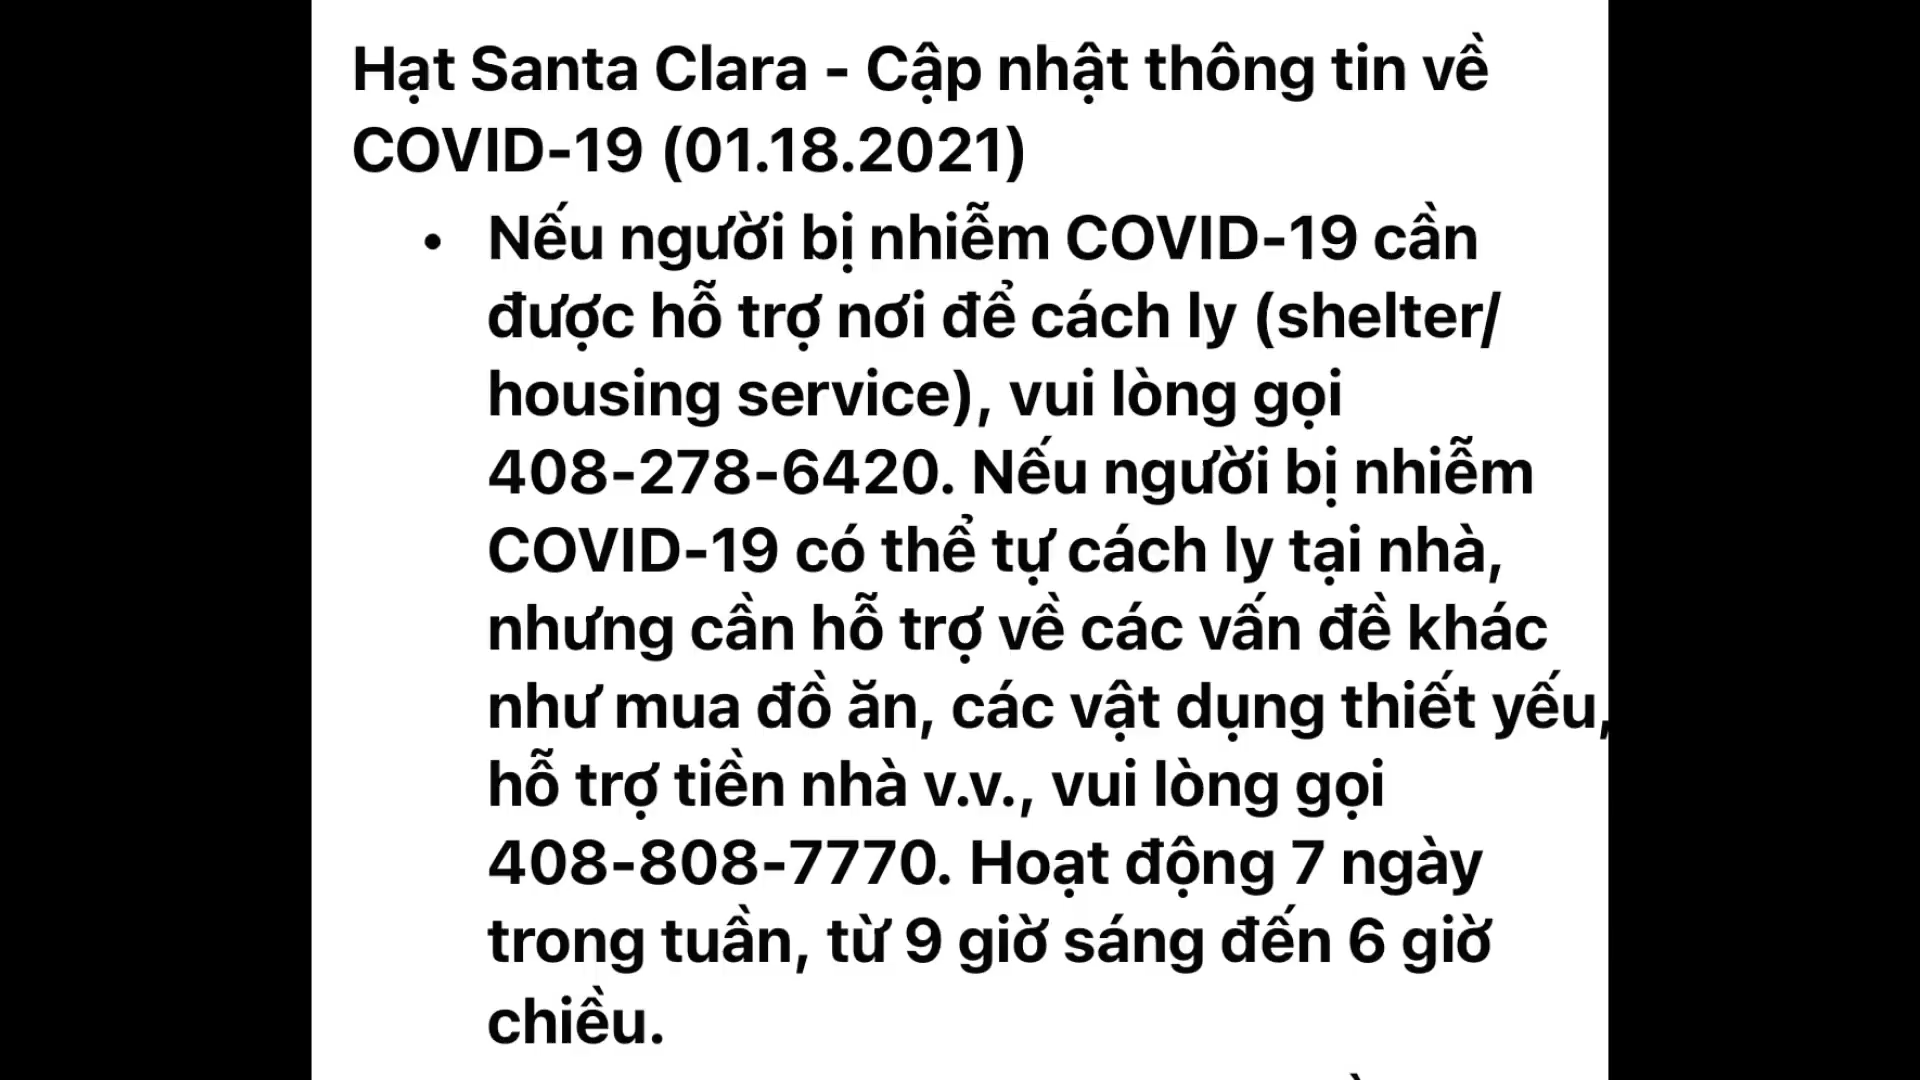 Hạt Santa Clara - Cập nhật thông tin về
COVID-19 (01.18.2021)
• Nếu người bị nhiễm COVID-19 cần
được hỗ trợ nơi để cách ly (shelter/
housing service), vui lòng gọi
408-278-6420. Nếu người bị nhiễm
COVID-19 có thể tự cách ly tại nhà,
nhưng cần hỗ trợ về các vấn đề khác
như mua đồ ăn, các vật dụng thiết yếu,
hỗ trợ tiền nhà v.v., vui lòng gọi
408-808-7770. Hoạt động 7 ngày
trong tuần, từ 9 giờ sáng đến 6 giờ
chiều.